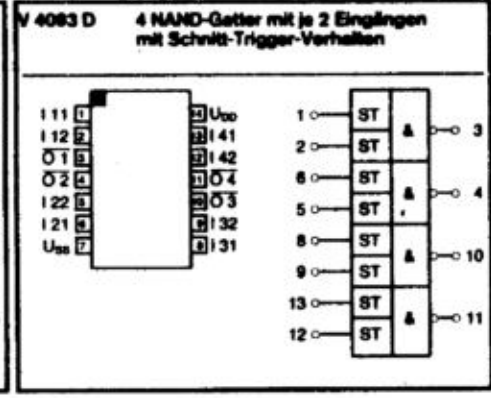 V 4093 D
4 NAND-Gatter mit je 2 Eingängen
mit Schmitt-Trigger-Verhalten
I 11 1
I 12 2
O̅ 1 3
O̅ 2 4
I 22 5
I 21 6
U_SS 7
14 U_DD
13 I 41
12 I 42
11 O̅ 4
10 O̅ 3
9 I 32
8 I 31
1 ST
2 ST
& 3
6 ST
5 ST
& 4
8 ST
9 ST
& 10
13 ST
12 ST
& 11